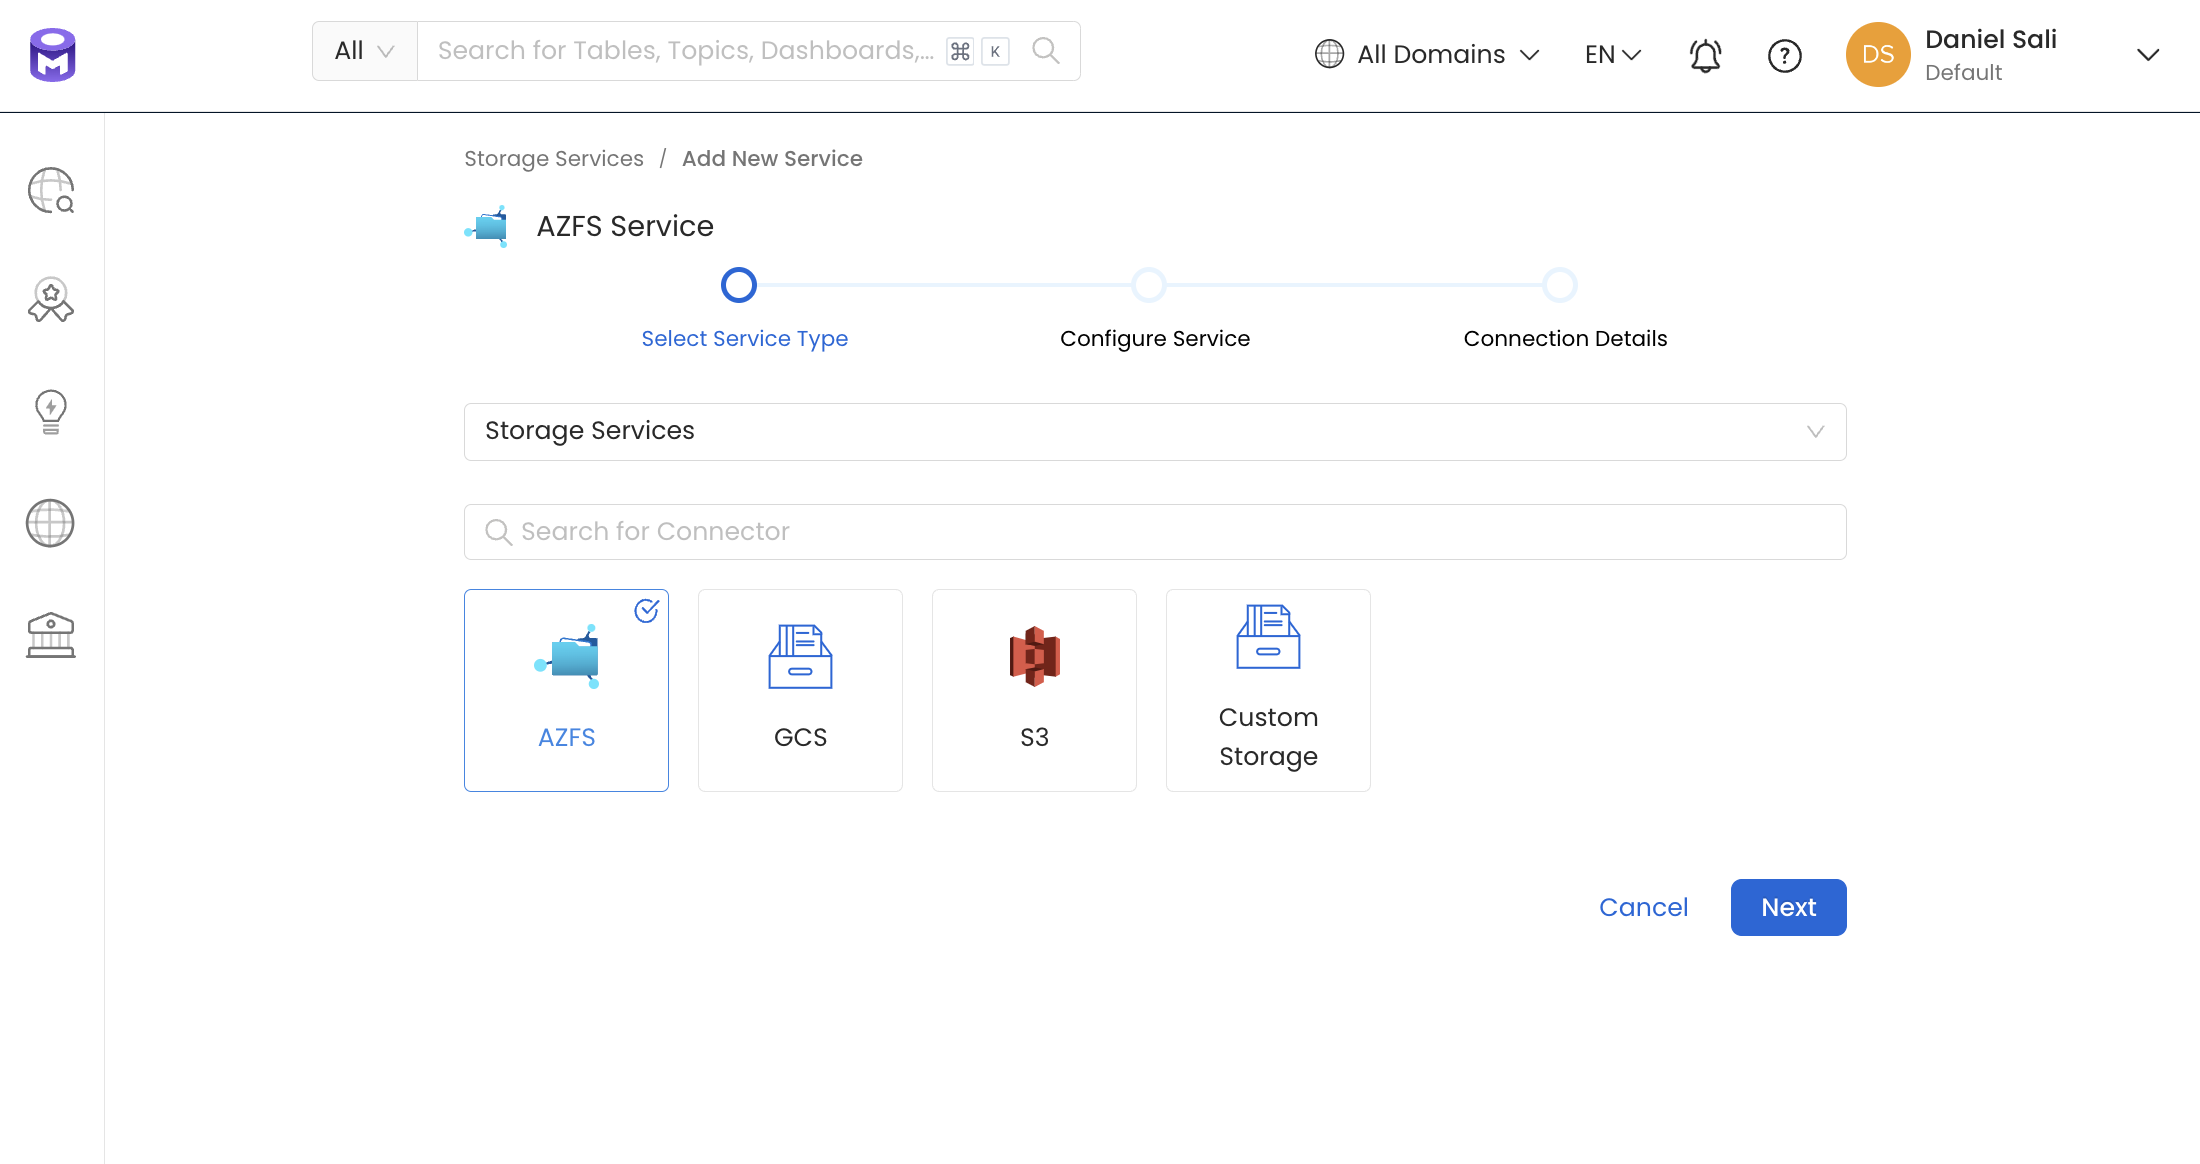 All
Search for Tables, Topics, Dashboards,... ⌘ K
All Domains
EN
?
DS
Daniel Sali
Default
Storage Services / Add New Service
AZFS Service
Select Service Type
Configure Service
Connection Details
Storage Services
Search for Connector
AZFS
GCS
S3
Custom
Storage
Cancel
Next